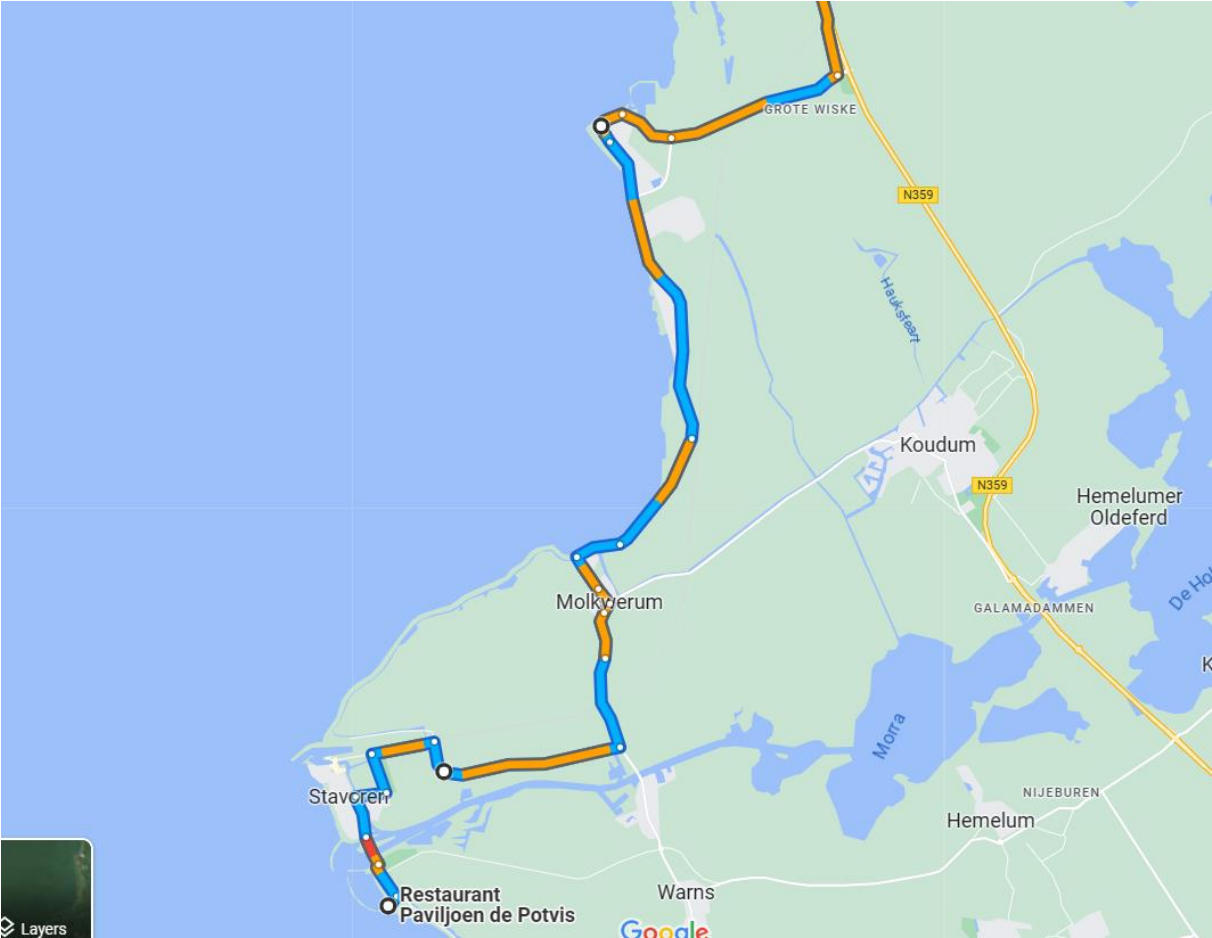 GROTE WISKE
N359
Hauksfeart
Koudum
N359
Hemelumer
Oldeferd
De Hol
Molkwerum
GALAMADAMMEN
K
Morra
Stavoren
NIJEBUREN
Hemelum
Restaurant
Paviljoen de Potvis
Warns
Layers
Google